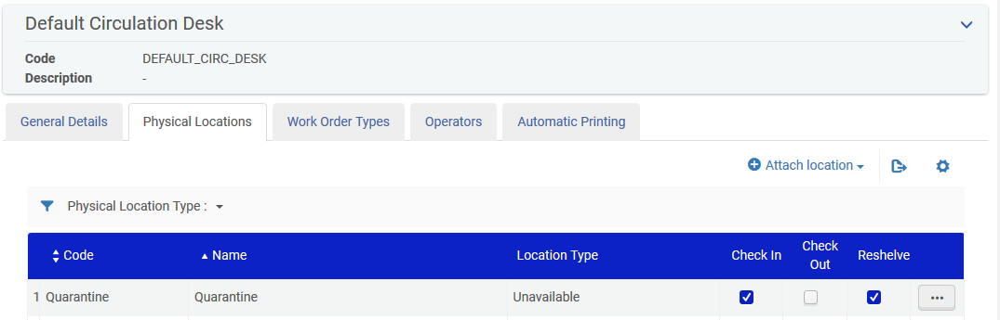 Default Circulation Desk
Code DEFAULT_CIRC_DESK
Description -
General Details Physical Locations Work Order Types Operators Automatic Printing
Attach location
Physical Location Type :
Code Name Location Type Check In Check Out Reshelve
1 Quarantine Quarantine Unavailable